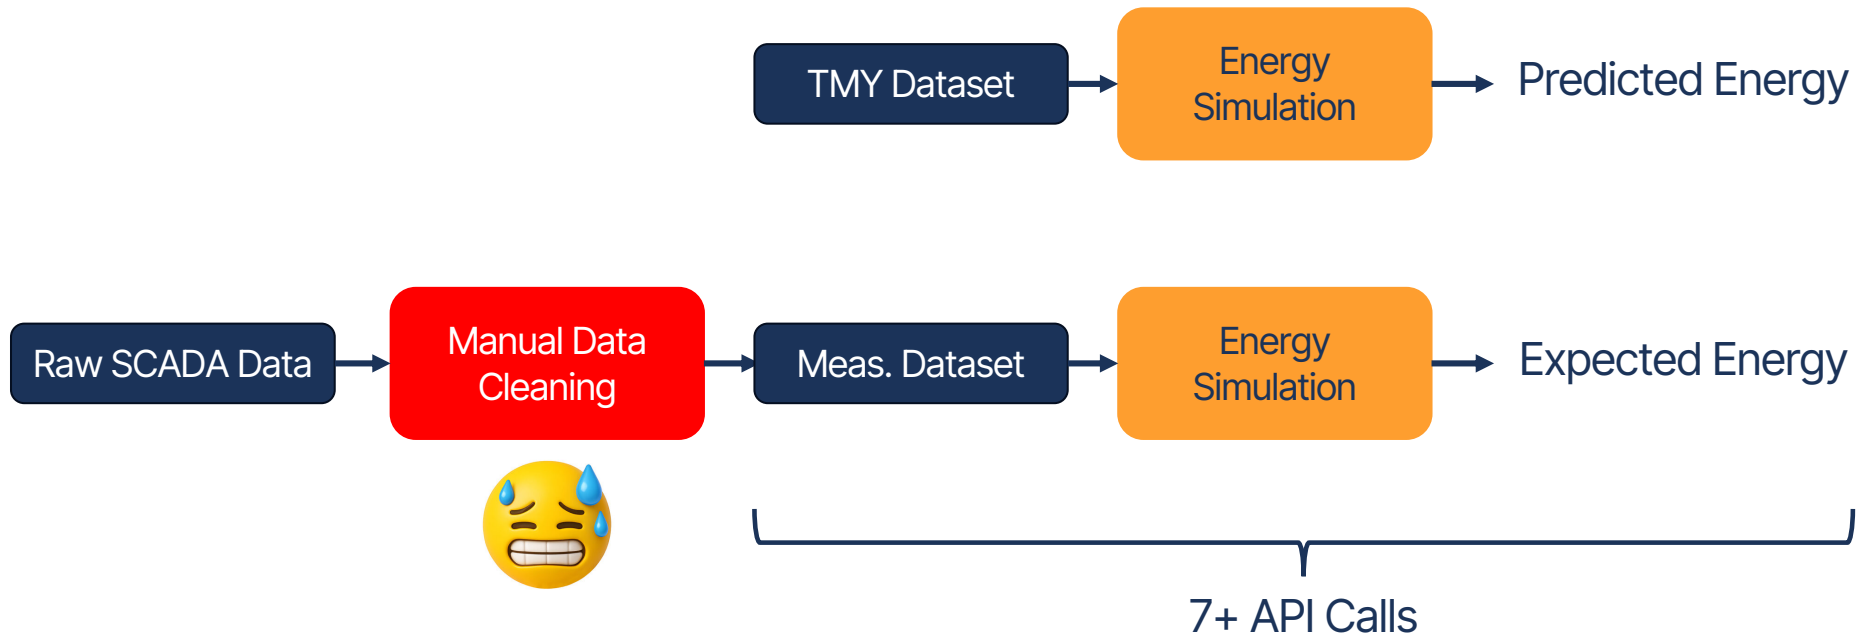 TMY Dataset
Energy
Simulation
Predicted Energy
Raw SCADA Data
Manual Data
Cleaning
Meas. Dataset
Energy
Simulation
Expected Energy
7+ API Calls